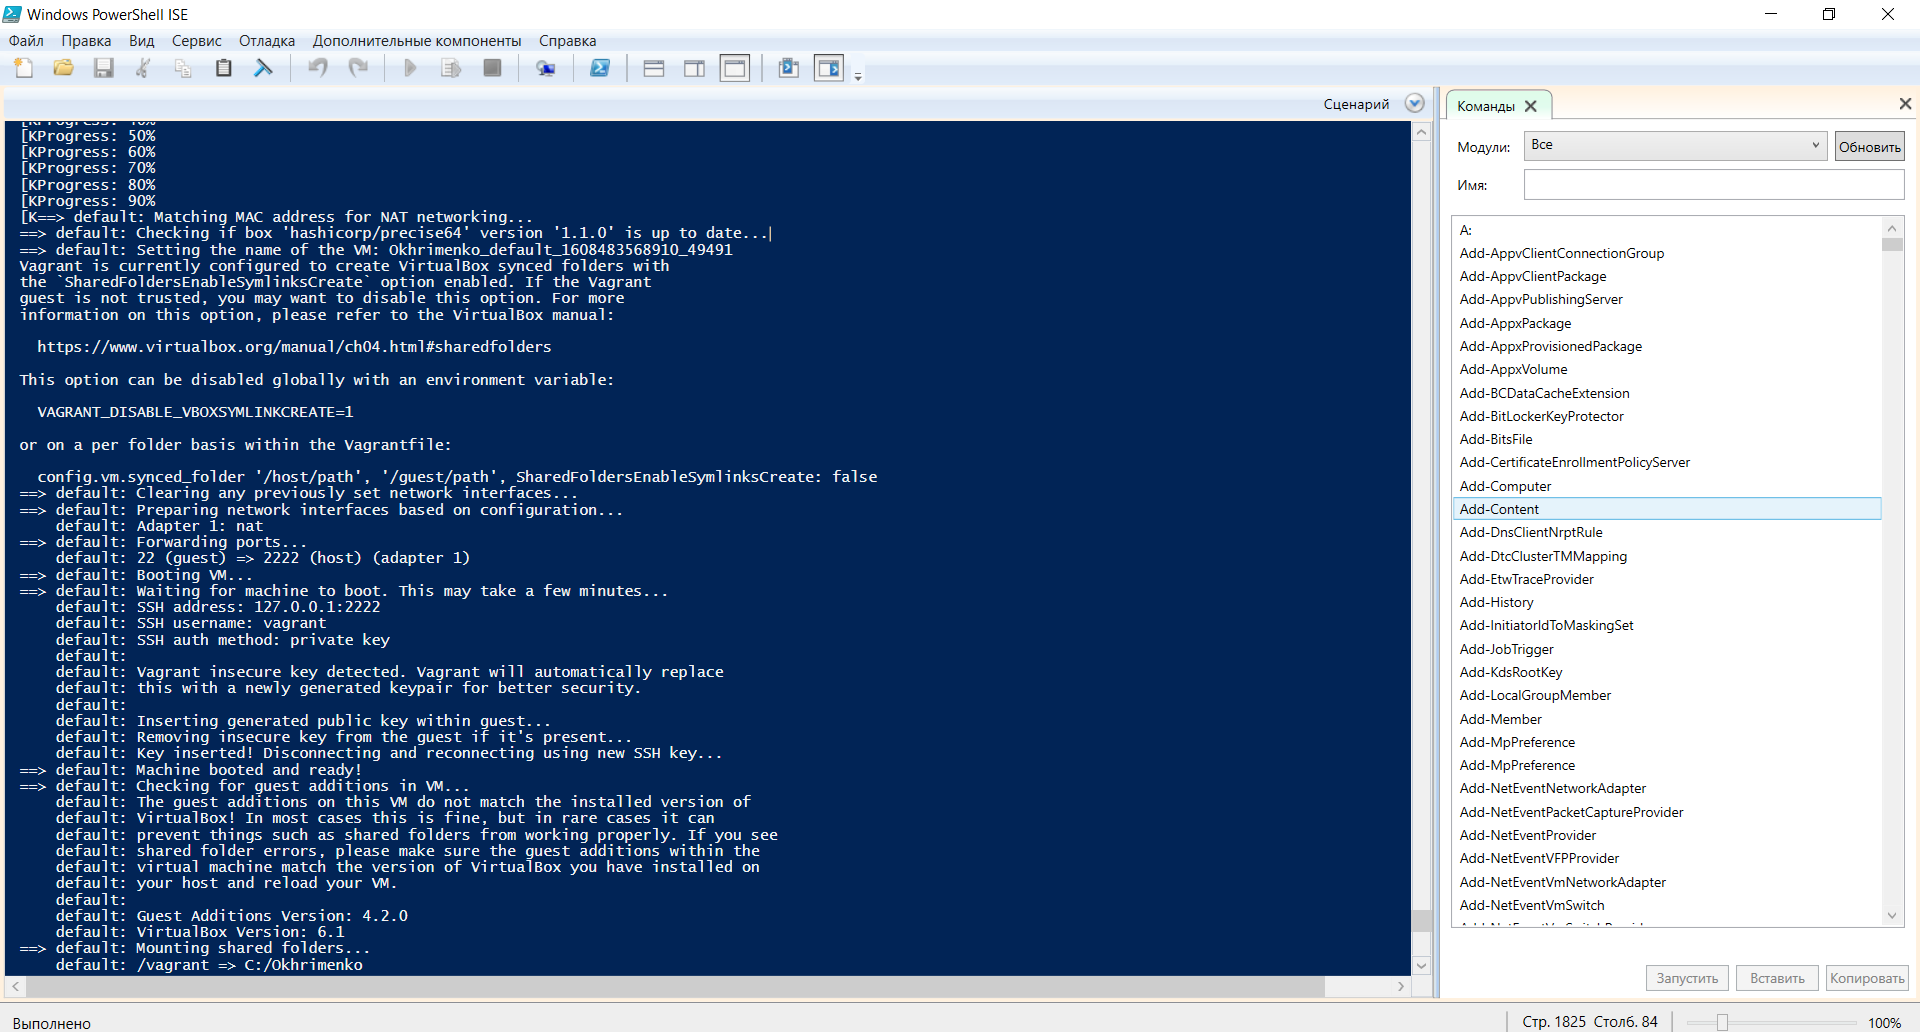 Windows PowerShell ISE
Файл Правка Вид Сервис Отладка Дополнительные компоненты Справка
Сценарий
[KProgress: 50%
[KProgress: 60%
[KProgress: 70%
[KProgress: 80%
[KProgress: 90%
[K==> default: Matching MAC address for NAT networking...
==> default: Checking if box 'hashicorp/precise64' version '1.1.0' is up to date...
==> default: Setting the name of the VM: Okhrimenko_default_1608483568910_49491
Vagrant is currently configured to create VirtualBox synced folders with
the `SharedFoldersEnableSymlinksCreate` option enabled. If the Vagrant
guest is not trusted, you may want to disable this option. For more
information on this option, please refer to the VirtualBox manual:
https://www.virtualbox.org/manual/ch04.html#sharedfolders
This option can be disabled globally with an environment variable:
VAGRANT_DISABLE_VBOXSYMLINKCREATE=1
or on a per folder basis within the Vagrantfile:
config.vm.synced_folder '/host/path', '/guest/path', SharedFoldersEnableSymlinksCreate: false
==> default: Clearing any previously set network interfaces...
==> default: Preparing network interfaces based on configuration...
default: Adapter 1: nat
==> default: Forwarding ports...
default: 22 (guest) => 2222 (host) (adapter 1)
==> default: Booting VM...
==> default: Waiting for machine to boot. This may take a few minutes...
default: SSH address: 127.0.0.1:2222
default: SSH username: vagrant
default: SSH auth method: private key
default:
default: Vagrant insecure key detected. Vagrant will automatically replace
default: this with a newly generated keypair for better security.
default:
default: Inserting generated public key within guest...
default: Removing insecure key from the guest if it's present...
default: Key inserted! Disconnecting and reconnecting using new SSH key...
==> default: Machine booted and ready!
==> default: Checking for guest additions in VM...
default: The guest additions on this VM do not match the installed version of
default: VirtualBox! In most cases this is fine, but in rare cases it can
default: prevent things such as shared folders from working properly. If you see
default: shared folder errors, please make sure the guest additions within the
default: virtual machine match the version of VirtualBox you have installed on
default: your host and reload your VM.
default:
default: Guest Additions Version: 4.2.0
default: VirtualBox Version: 6.1
==> default: Mounting shared folders...
default: /vagrant => C:/Okhrimenko
Команды
Модули: Все Обновить
Имя:
A:
Add-AppvClientConnectionGroup
Add-AppvClientPackage
Add-AppvPublishingServer
Add-AppxPackage
Add-AppxProvisionedPackage
Add-AppxVolume
Add-BCDataCacheExtension
Add-BitLockerKeyProtector
Add-BitsFile
Add-CertificateEnrollmentPolicyServer
Add-Computer
Add-Content
Add-DnsClientNrptRule
Add-DtcClusterTMMapping
Add-EtwTraceProvider
Add-History
Add-InitiatorIdToMaskingSet
Add-JobTrigger
Add-KdsRootKey
Add-LocalGroupMember
Add-Member
Add-MpPreference
Add-MpPreference
Add-NetEventNetworkAdapter
Add-NetEventPacketCaptureProvider
Add-NetEventProvider
Add-NetEventVFPProvider
Add-NetEventVmNetworkAdapter
Add-NetEventVmSwitch
Запустить Вставить Копировать
Выполнено
Стр. 1825 Столб. 84 100%